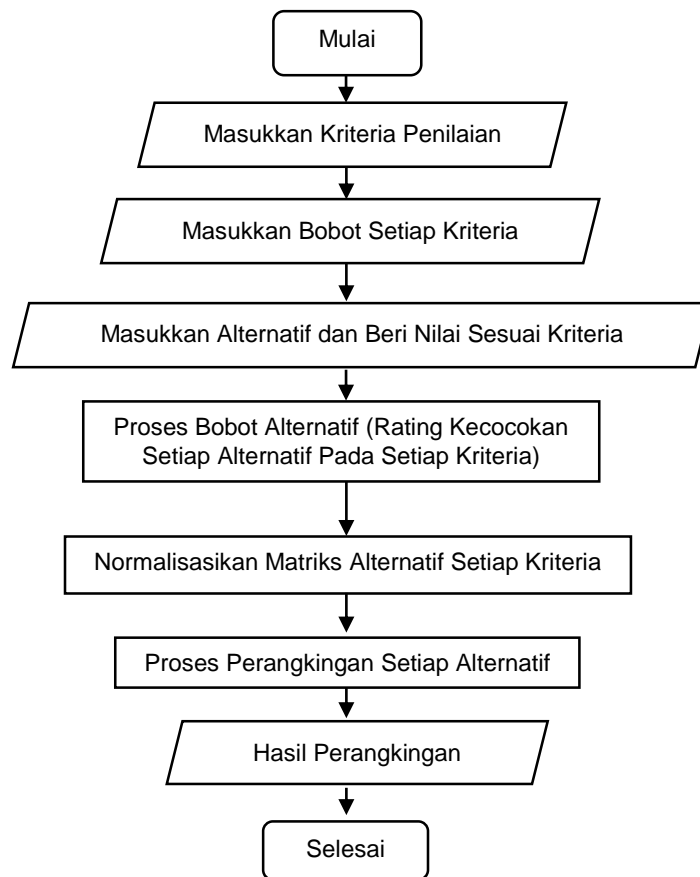 Mulai
Masukkan Kriteria Penilaian
Masukkan Bobot Setiap Kriteria
Masukkan Alternatif dan Beri Nilai Sesuai Kriteria
Proses Bobot Alternatif (Rating Kecocokan
Setiap Alternatif Pada Setiap Kriteria)
Normalisasikan Matriks Alternatif Setiap Kriteria
Proses Perangkingan Setiap Alternatif
Hasil Perangkingan
Selesai